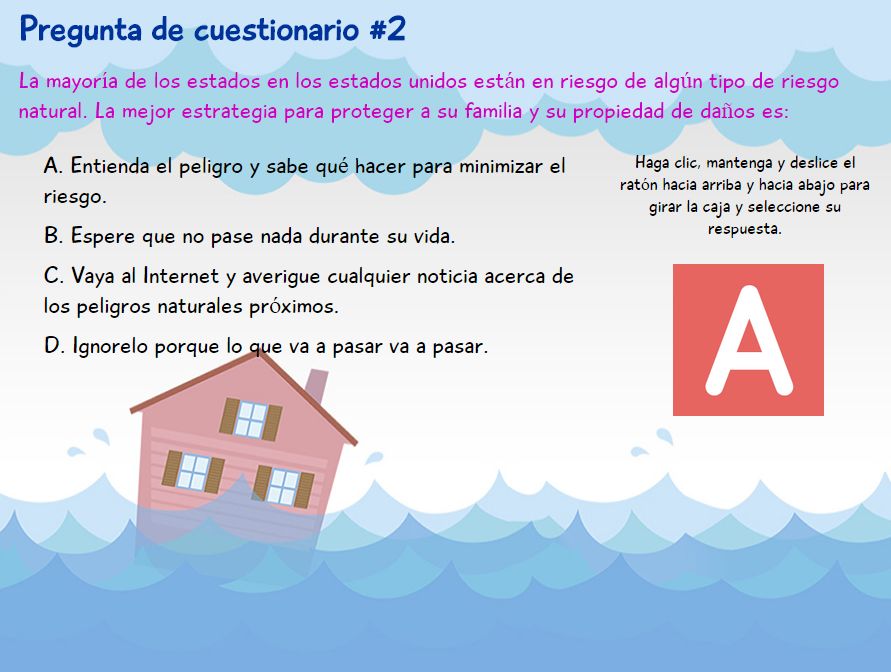 Pregunta de cuestionario #2
La mayoría de los estados en los estados unidos están en riesgo de algún tipo de riesgo
natural. La mejor estrategia para proteger a su familia y su propiedad de daños es:
A. Entienda el peligro y sabe qué hacer para minimizar el
riesgo.
B. Espere que no pase nada durante su vida.
C. Vaya al Internet y averigue cualquier noticia acerca de
los peligros naturales próximos.
D. Ignorelo porque lo que va a pasar va a pasar.
Haga clic, mantenga y deslice el
ratón hacia arriba y hacia abajo para
girar la caja y seleccione su
respuesta.
A